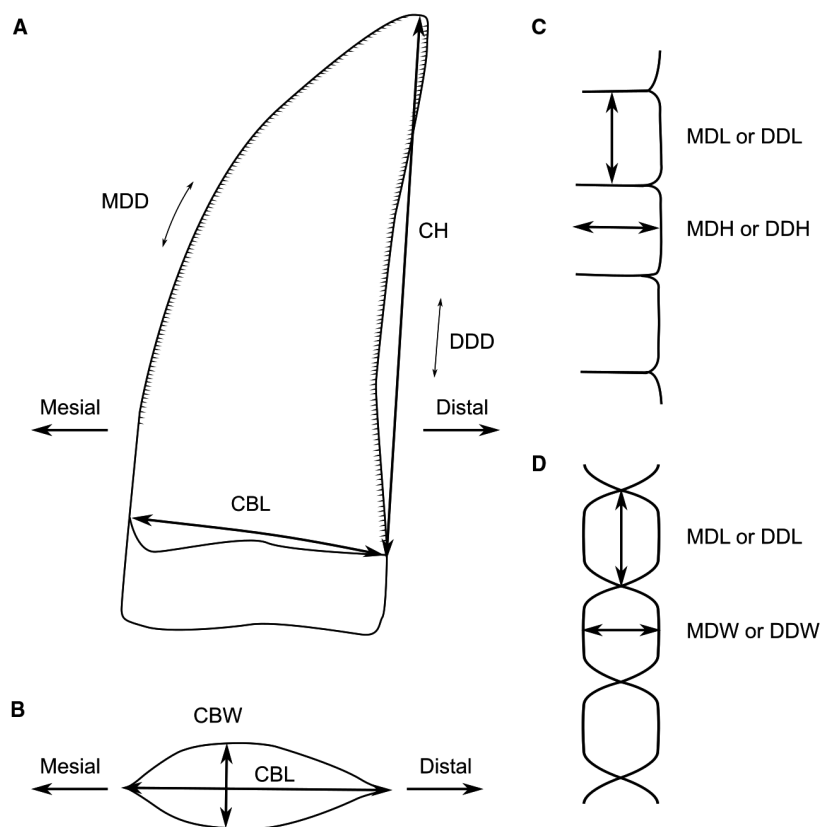 A
MDD
CH
DDD
Mesial
Distal
CBL
B
CBW
Mesial
CBL
Distal
C
MDL or DDL
MDH or DDH
D
MDL or DDL
MDW or DDW